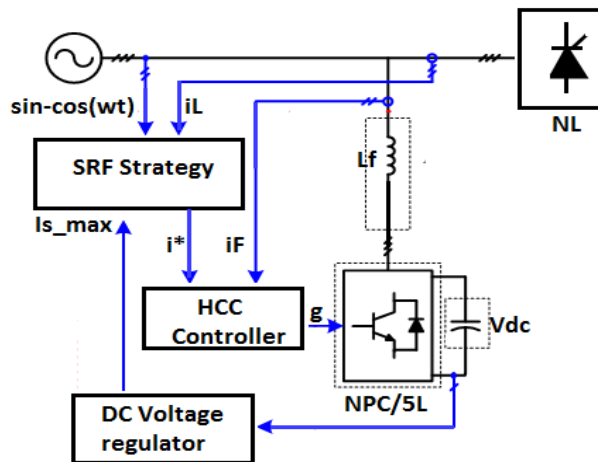 sin-cos(wt)
iL
NL
SRF Strategy
Lf
Is_max
i*
iF
HCC
Controller
g
Vdc
NPC/5L
DC Voltage
regulator